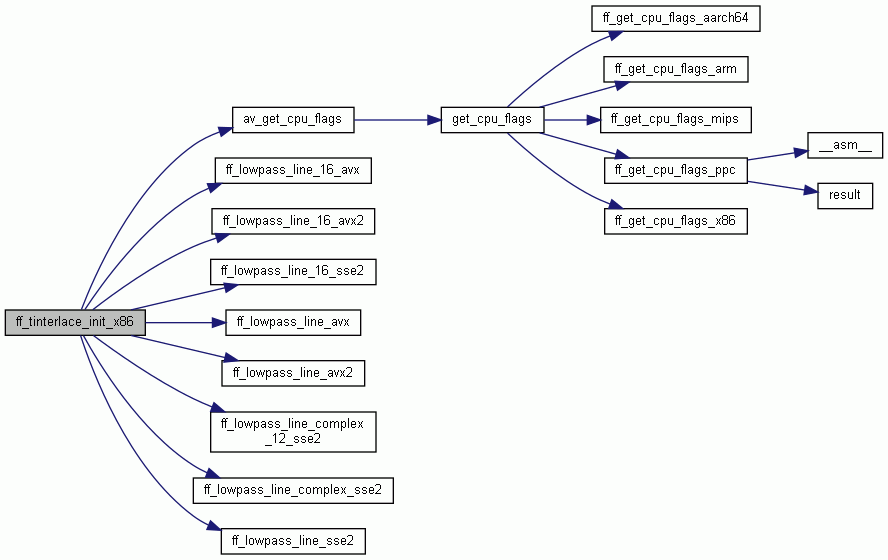 ff_get_cpu_flags_aarch64
ff_get_cpu_flags_arm
av_get_cpu_flags
get_cpu_flags
ff_get_cpu_flags_mips
__asm__
ff_lowpass_line_16_avx
ff_get_cpu_flags_ppc
result
ff_lowpass_line_16_avx2
ff_get_cpu_flags_x86
ff_lowpass_line_16_sse2
ff_tinterlace_init_x86
ff_lowpass_line_avx
ff_lowpass_line_avx2
ff_lowpass_line_complex
_12_sse2
ff_lowpass_line_complex_sse2
ff_lowpass_line_sse2